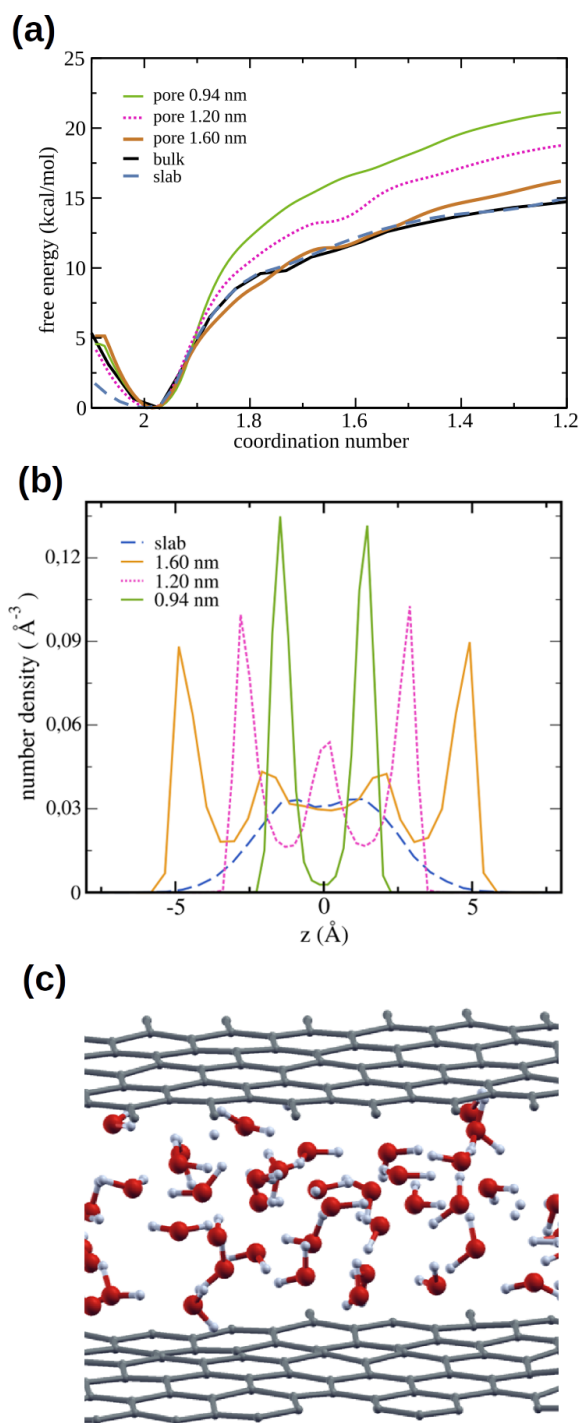 (a)
25
20
15
10
5
0
free energy (kcal/mol)
pore 0.94 nm
pore 1.20 nm
pore 1.60 nm
bulk
slab
2
1.8
1.6
1.4
1.2
coordination number
(b)
0,12
0,09
0,06
0,03
0
number density ( Å-3 )
slab
1.60 nm
1.20 nm
0.94 nm
-5
0
5
z (Å)
(c)